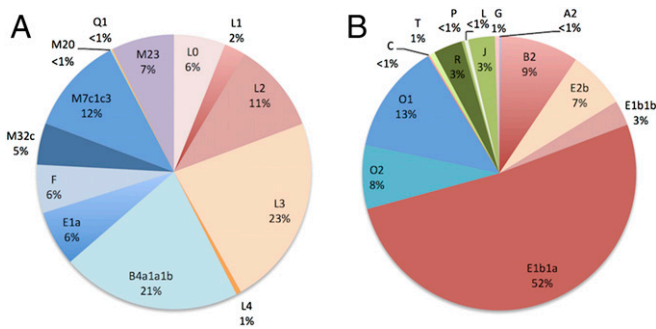 A
Q1
<1%
M20
<1%
M23
7%
L0
6%
L1
2%
L2
11%
L3
23%
L4
1%
B4a1a1b
21%
E1a
6%
F
6%
M32c
5%
M7c1c3
12%
B
T
1%
C
<1%
P
<1%
R
3%
L
<1%
J
3%
G
1%
A2
<1%
B2
9%
E2b
7%
E1b1b
3%
E1b1a
52%
O2
8%
O1
13%